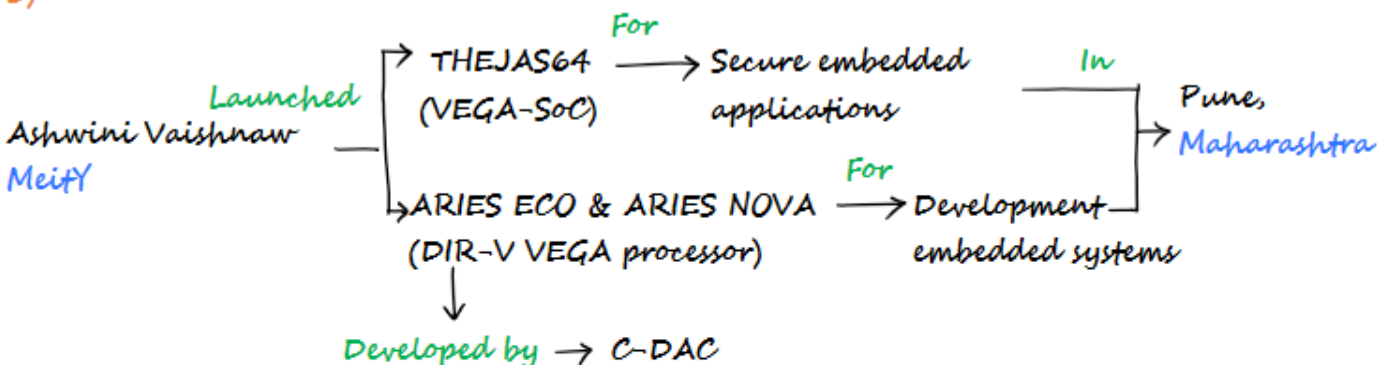 For
THEJAS64 Secure embedded In
Launched (VEGA-SoC) applications Pune,
Ashwini Vaishnaw Maharashtra
MeitY For
ARIES ECO & ARIES NOVA Development
(DIR-V VEGA processor) embedded systems
Developed by C-DAC